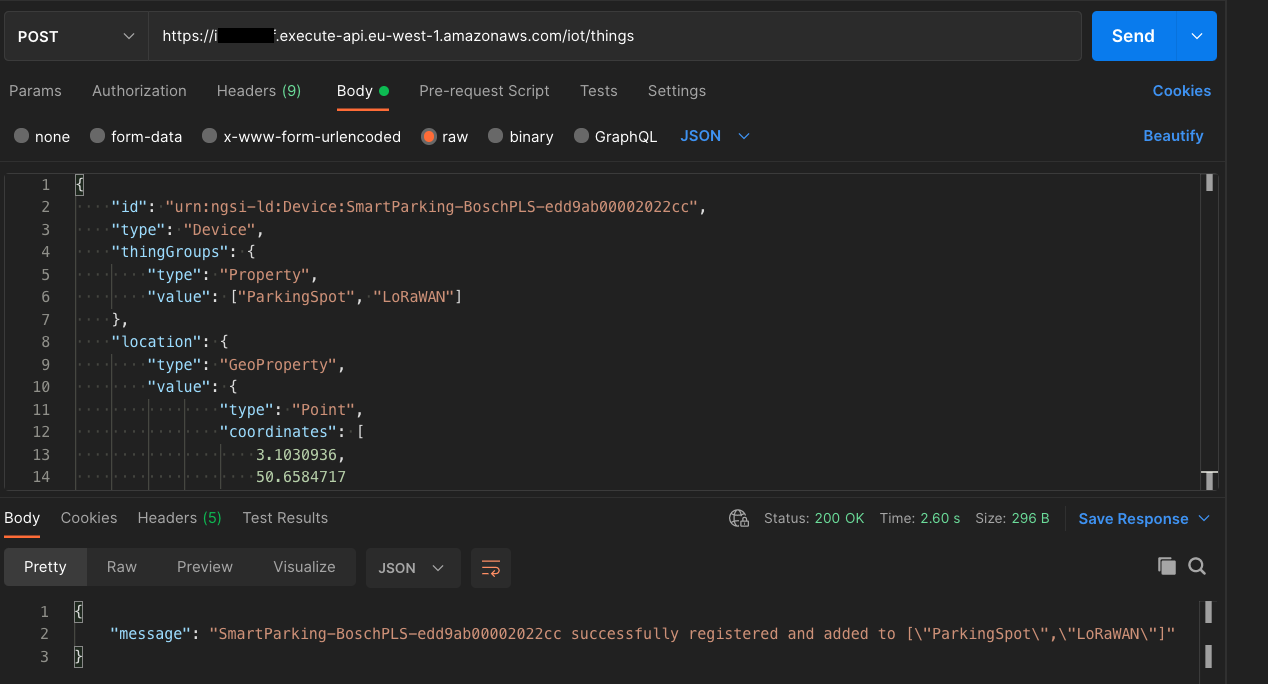 POST https://i f.execute-api.eu-west-1.amazonaws.com/iot/things Send
Params Authorization Headers (9) Body Pre-request Script Tests Settings Cookies
none form-data x-www-form-urlencoded raw binary GraphQL JSON Beautify
1 {
2 "id": "urn:ngsi-ld:Device:SmartParking-BoschPLS-edd9ab00002022cc",
3 "type": "Device",
4 "thingGroups": {
5 "type": "Property",
6 "value": ["ParkingSpot", "LoRaWAN"]
7 },
8 "location": {
9 "type": "GeoProperty",
10 "value": {
11 "type": "Point",
12 "coordinates": [
13 3.1030936,
14 50.6584717
Body Cookies Headers (5) Test Results Status: 200 OK Time: 2.60 s Size: 296 B Save Response
Pretty Raw Preview Visualize JSON
1 {
2 "message": "SmartParking-BoschPLS-edd9ab00002022cc successfully registered and added to [\"ParkingSpot\",\"LoRaWAN\"]"
3 }